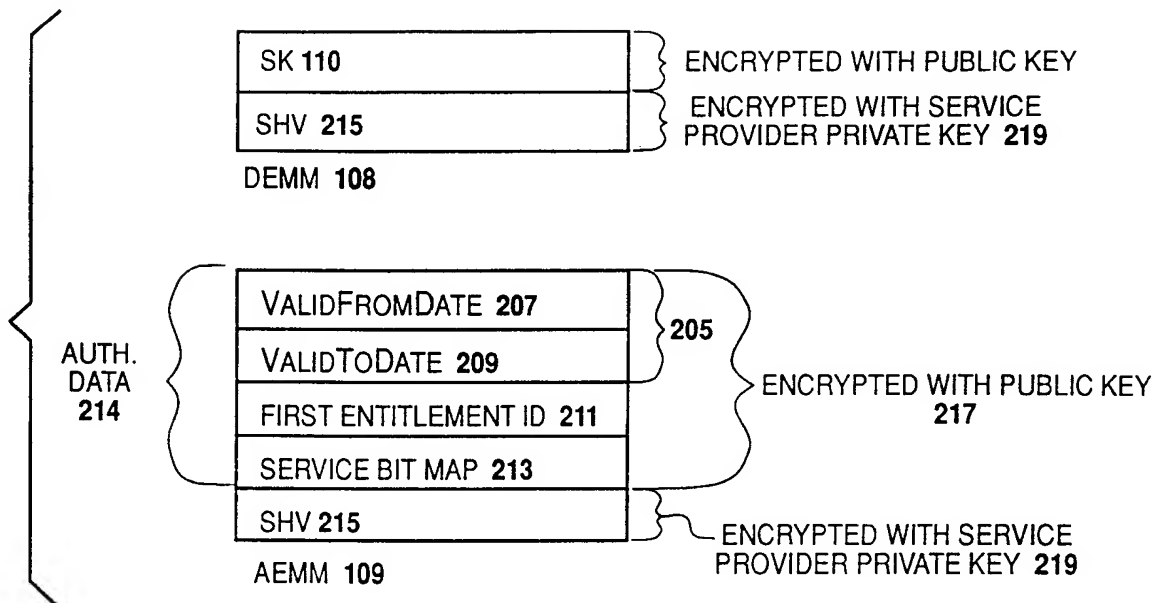 SK 110
ENCRYPTED WITH PUBLIC KEY
SHV 215
ENCRYPTED WITH SERVICE
PROVIDER PRIVATE KEY 219
DEMM 108
VALIDFROMDATE 207
VALIDTODATE 209
205
AUTH.
DATA
214
FIRST ENTITLEMENT ID 211
ENCRYPTED WITH PUBLIC KEY
217
SERVICE BIT MAP 213
SHV 215
ENCRYPTED WITH SERVICE
PROVIDER PRIVATE KEY 219
AEMM 109